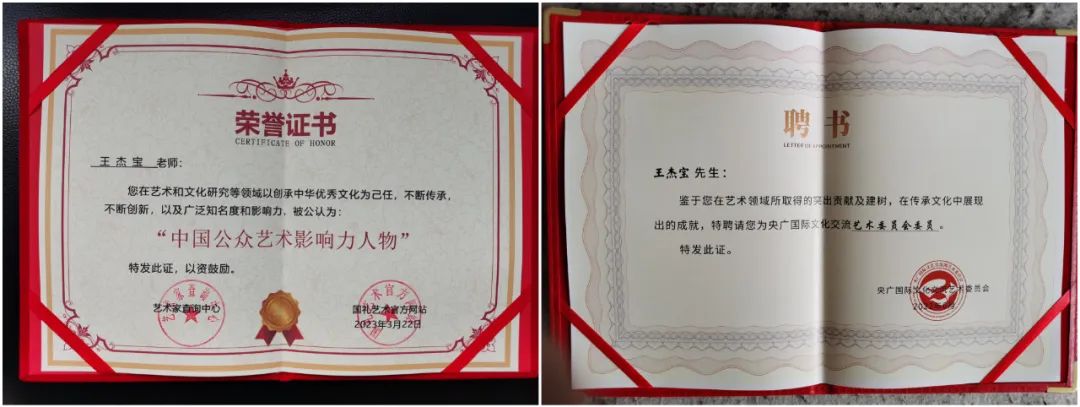 荣誉证书
CERTIFICATE OF HONOR
王杰宝 老师：
您在艺术和文化研究等领域以创承中华优秀文化为己任，不断传承，
不断创新，以及广泛知名度和影响力，被公认为：
“中国公众艺术影响力人物”
特发此证，以资鼓励。
艺术家查询中心
国礼艺术官方网站
2023年3月22日
聘书
LETTER OF APPOINTMENT
王杰宝 先生：
鉴于您在艺术领域所取得的突出贡献及建树，在传承文化中展现
出的成就，特聘请您为央广国际文化交流艺术委员会委员。
特发此证。
央广国际文化交流艺术委员会